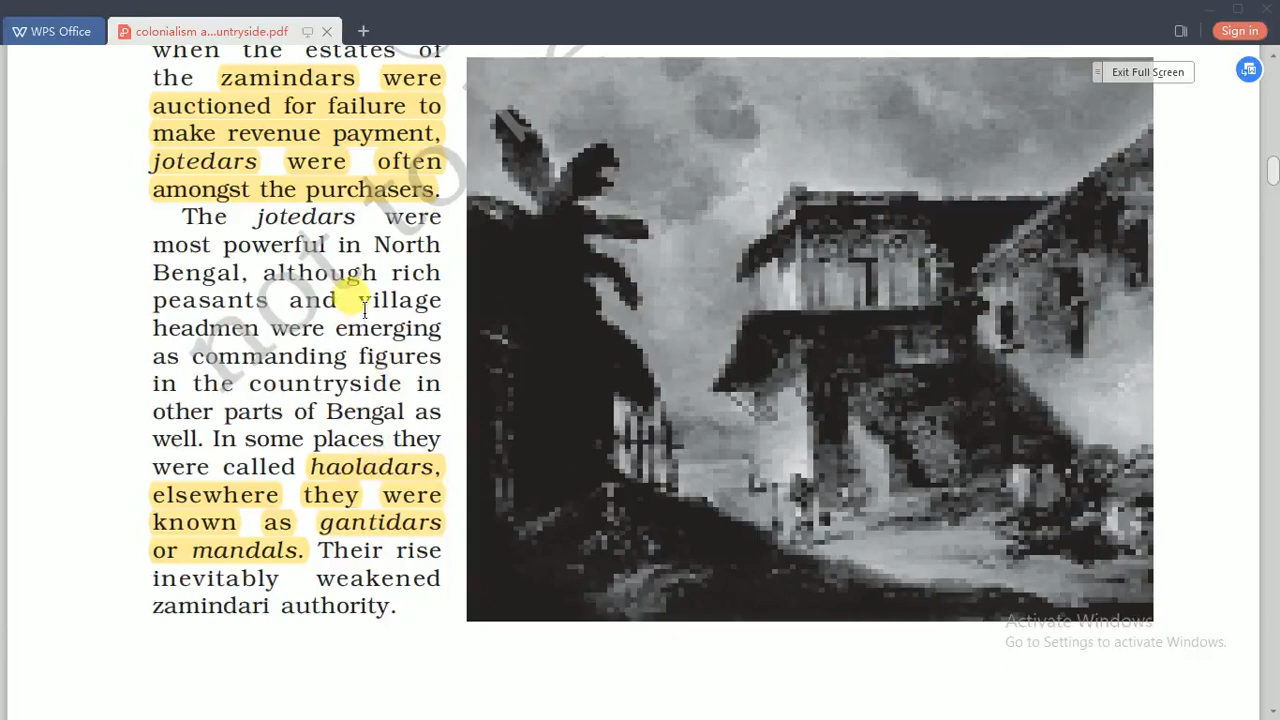 WPS Office
colonialism a...untryside.pdf
Sign in
Exit Full Screen
when the estates of
the zamindars were
auctioned for failure to
make revenue payment,
jotedars were often
amongst the purchasers.
The jotedars were
most powerful in North
Bengal, although rich
peasants and village
headmen were emerging
as commanding figures
in the countryside in
other parts of Bengal as
well. In some places they
were called haoladars,
elsewhere they were
known as gantidars
or mandals. Their rise
inevitably weakened
zamindari authority.
not to
Activate Windows
Go to Settings to activate Windows.